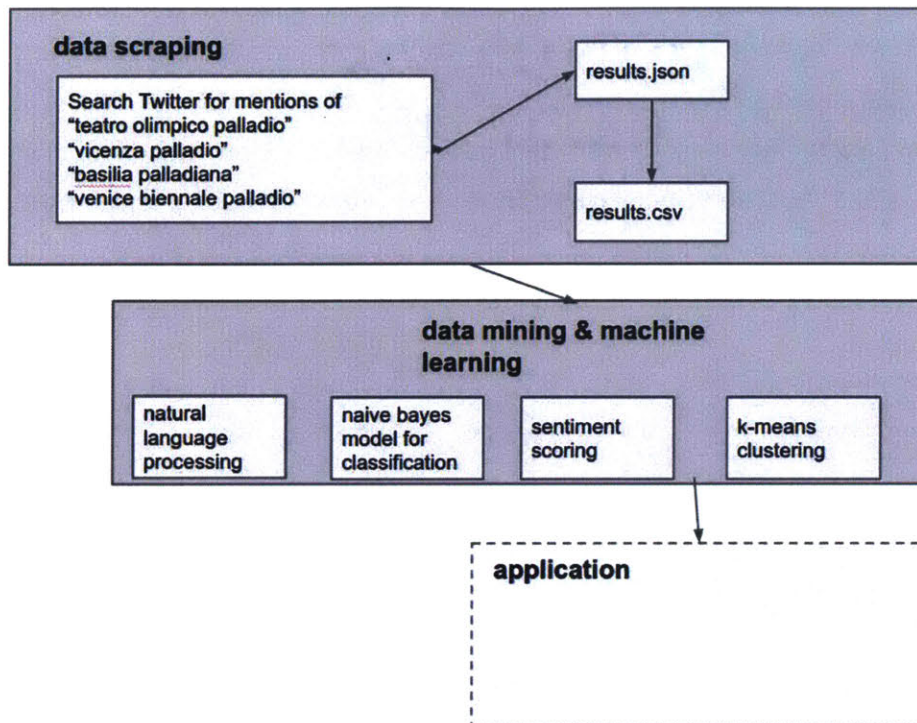 data scraping
Search Twitter for mentions of
“teatro olimpico palladio”
“vicenza palladio”
“basilia palladiana”
“venice biennale palladio”
results.json
results.csv
data mining & machine
learning
natural
language
processing
naive bayes
model for
classification
sentiment
scoring
k-means
clustering
application